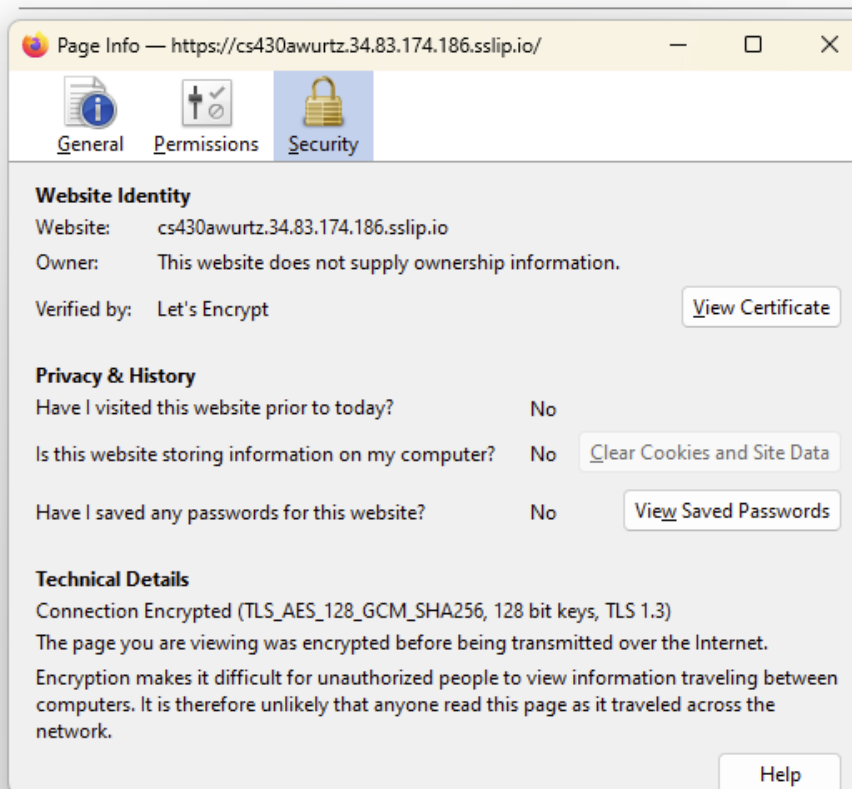 Page Info — https://cs430awurtz.34.83.174.186.sslip.io/
General Permissions Security
Website Identity
Website: cs430awurtz.34.83.174.186.sslip.io
Owner: This website does not supply ownership information.
Verified by: Let's Encrypt View Certificate
Privacy & History
Have I visited this website prior to today? No
Is this website storing information on my computer? No Clear Cookies and Site Data
Have I saved any passwords for this website? No View Saved Passwords
Technical Details
Connection Encrypted (TLS_AES_128_GCM_SHA256, 128 bit keys, TLS 1.3)
The page you are viewing was encrypted before being transmitted over the Internet.
Encryption makes it difficult for unauthorized people to view information traveling between
computers. It is therefore unlikely that anyone read this page as it traveled across the
network.
Help